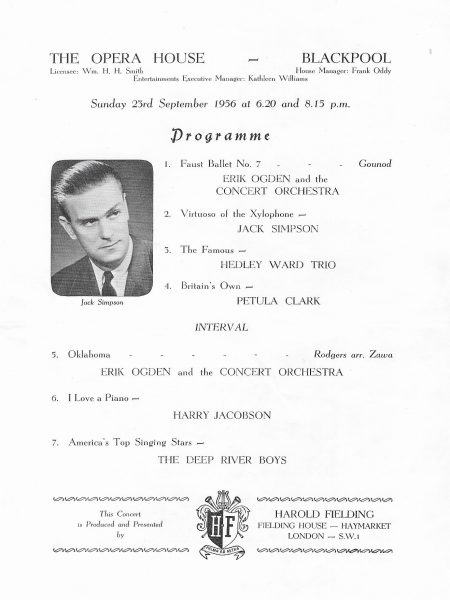 THE OPERA HOUSE — BLACKPOOL
Licensee: Wm. H. H. Smith House Manager: Frank Oddy
Entertainments Executive Manager: Kathleen Williams
Sunday 23rd September 1956 at 6.20 and 8.15 p.m.
Programme
1. Faust Ballet No. 7 - - - Gounod
ERIK OGDEN and the
CONCERT ORCHESTRA
2. Virtuoso of the Xylophone —
JACK SIMPSON
3. The Famous —
HEDLEY WARD TRIO
4. Britain's Own —
PETULA CLARK
Jack Simpson
INTERVAL
5. Oklahoma - - - - - - Rodgers arr. Zawa
ERIK OGDEN and the CONCERT ORCHESTRA
6. I Love a Piano —
HARRY JACOBSON
7. America's Top Singing Stars —
THE DEEP RIVER BOYS
This Concert
is Produced and Presented
by
HF
HAROLD FIELDING
FIELDING HOUSE — HAYMARKET
LONDON — S.W.1